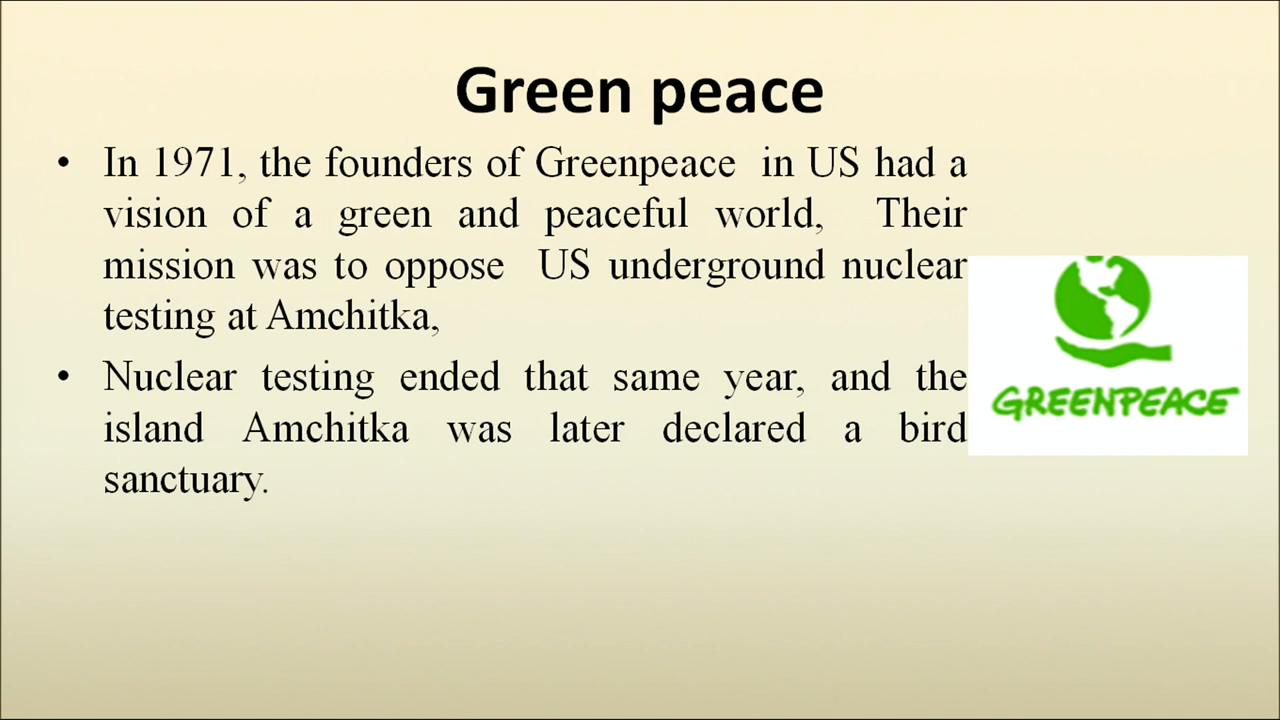 Green peace
• In 1971, the founders of Greenpeace in US had a
vision of a green and peaceful world, Their
mission was to oppose US underground nuclear
testing at Amchitka,
• Nuclear testing ended that same year, and the
island Amchitka was later declared a bird
sanctuary.
GREENPEACE